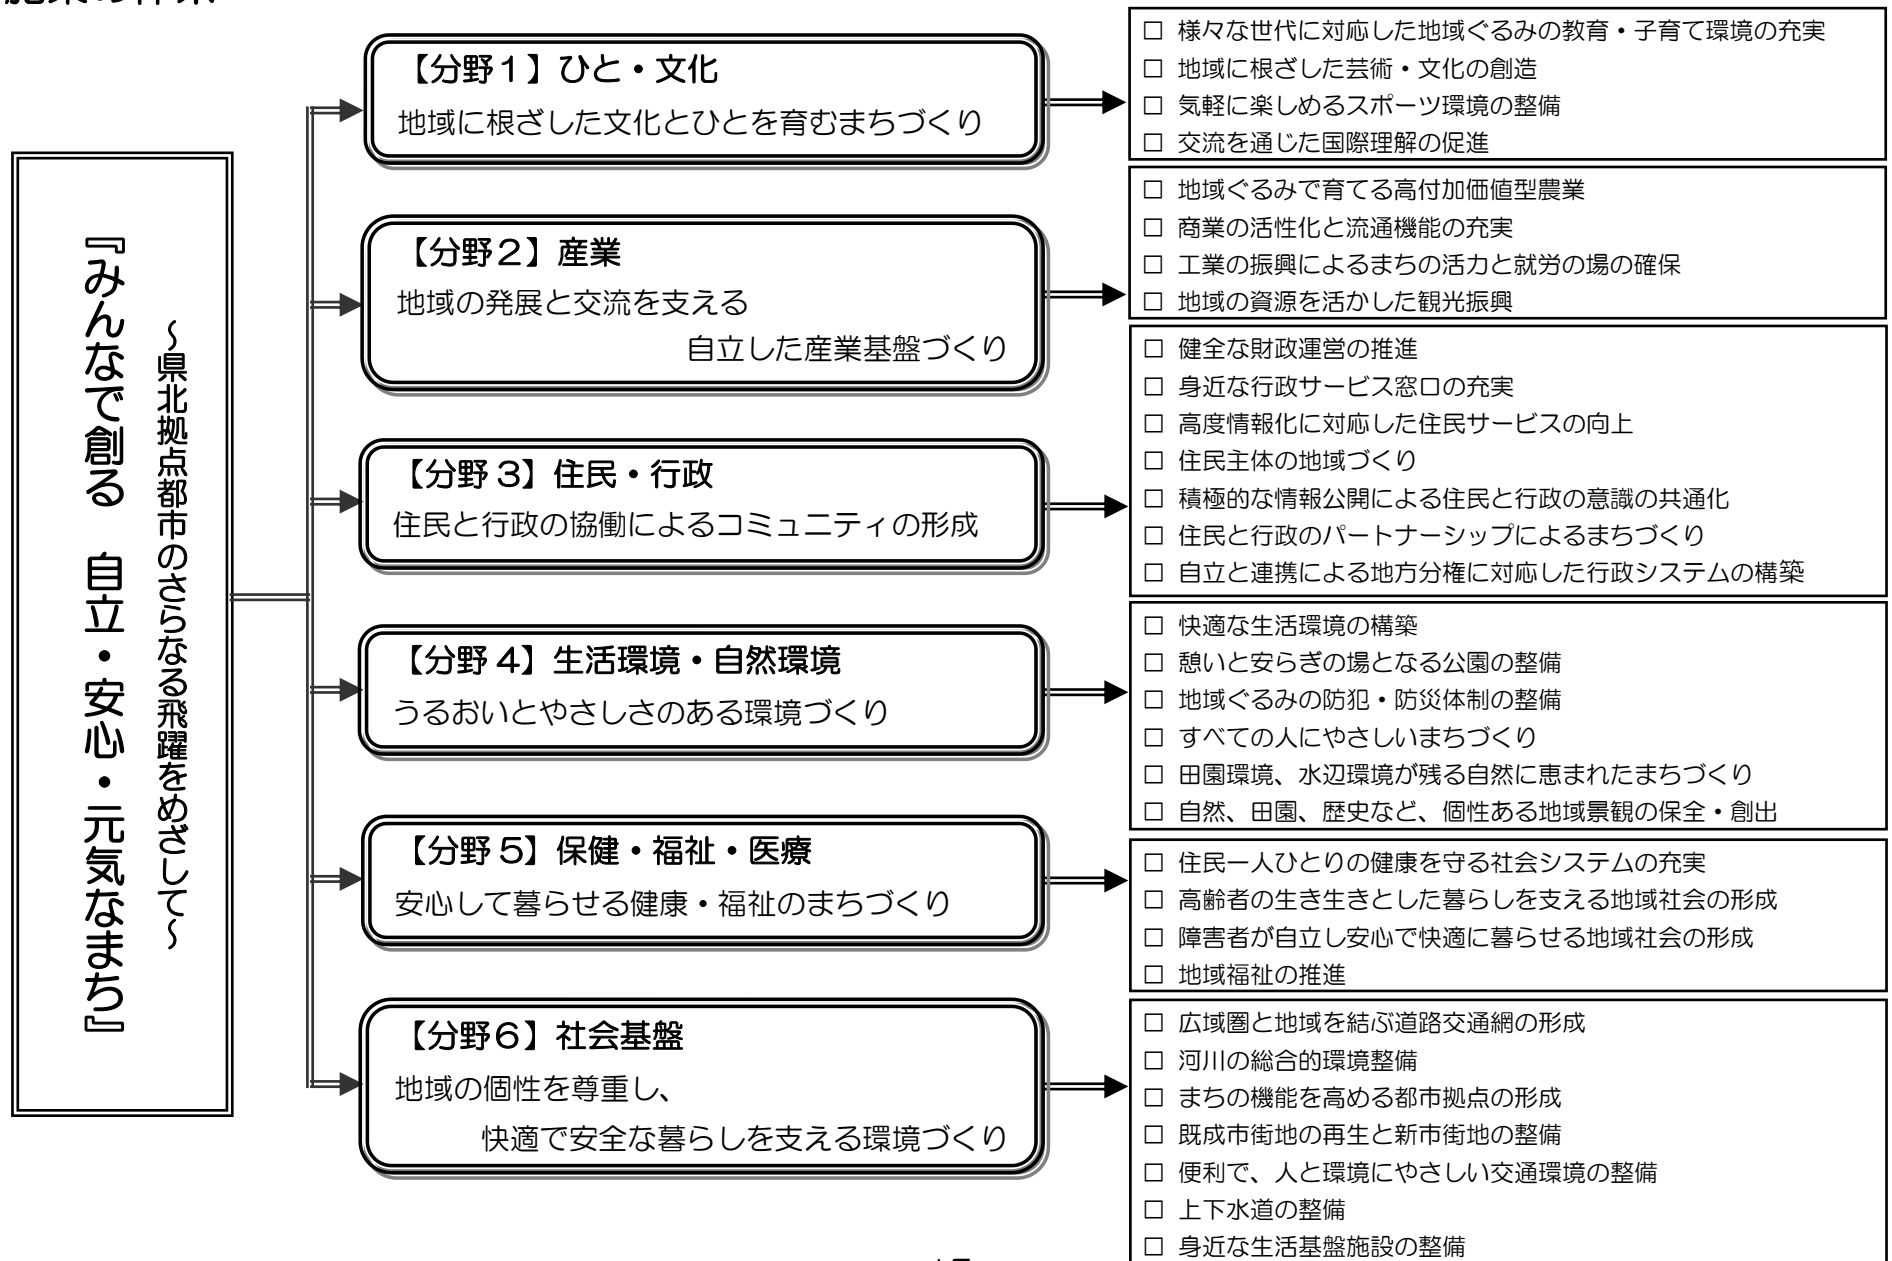 『みんなで創る　自立・安心・元気なまち』
～県北拠点都市のさらなる飛躍をめざして～
【分野１】ひと・文化
地域に根ざした文化とひとを育むまちづくり
□ 様々な世代に対応した地域ぐるみの教育・子育て環境の充実
□ 地域に根ざした芸術・文化の創造
□ 気軽に楽しめるスポーツ環境の整備
□ 交流を通じた国際理解の促進
【分野２】産業
地域の発展と交流を支える
自立した産業基盤づくり
□ 地域ぐるみで育てる高付加価値型農業
□ 商業の活性化と流通機能の充実
□ 工業の振興によるまちの活力と就労の場の確保
□ 地域の資源を活かした観光振興
【分野３】住民・行政
住民と行政の協働によるコミュニティの形成
□ 健全な財政運営の推進
□ 身近な行政サービス窓口の充実
□ 高度情報化に対応した住民サービスの向上
□ 住民主体の地域づくり
□ 積極的な情報公開による住民と行政の意識の共通化
□ 住民と行政のパートナーシップによるまちづくり
□ 自立と連携による地方分権に対応した行政システムの構築
【分野４】生活環境・自然環境
うるおいとやさしさのある環境づくり
□ 快適な生活環境の構築
□ 憩いと安らぎの場となる公園の整備
□ 地域ぐるみの防犯・防災体制の整備
□ すべての人にやさしいまちづくり
□ 田園環境、水辺環境が残る自然に恵まれたまちづくり
□ 自然、田園、歴史など、個性ある地域景観の保全・創出
【分野５】保健・福祉・医療
安心して暮らせる健康・福祉のまちづくり
□ 住民一人ひとりの健康を守る社会システムの充実
□ 高齢者の生き生きとした暮らしを支える地域社会の形成
□ 障害者が自立し安心で快適に暮らせる地域社会の形成
□ 地域福祉の推進
【分野６】社会基盤
地域の個性を尊重し、
快適で安全な暮らしを支える環境づくり
□ 広域圏と地域を結ぶ道路交通網の形成
□ 河川の総合的環境整備
□ まちの機能を高める都市拠点の形成
□ 既成市街地の再生と新市街地の整備
□ 便利で、人と環境にやさしい交通環境の整備
□ 上下水道の整備
□ 身近な生活基盤施設の整備